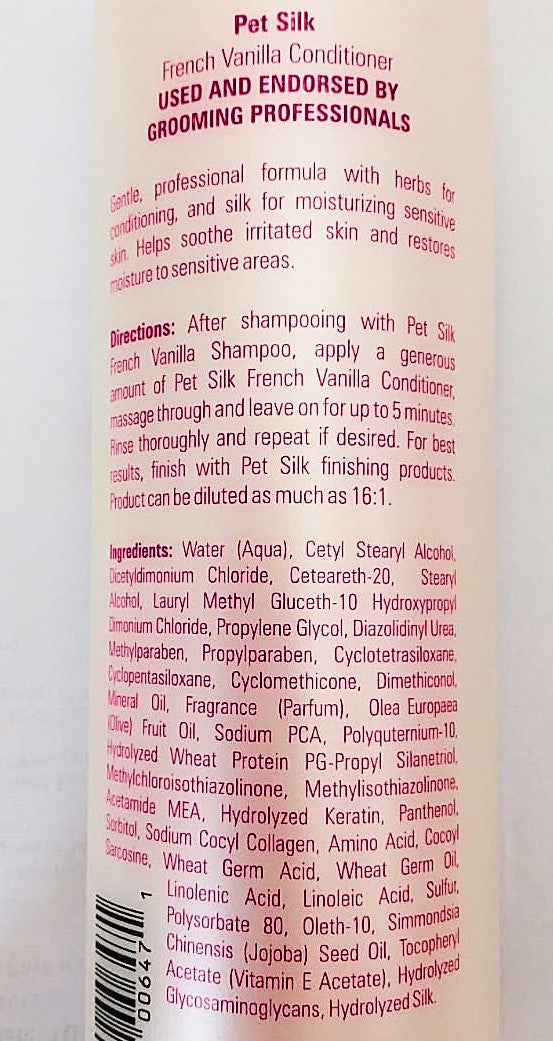 Pet Silk
French Vanilla Conditioner
USED AND ENDORSED BY
GROOMING PROFESSIONALS
Gentle, professional formula with herbs for
conditioning, and silk for moisturizing sensitive
skin. Helps soothe irritated skin and restores
moisture to sensitive areas.
Directions: After shampooing with Pet Silk
French Vanilla Shampoo, apply a generous
amount of Pet Silk French Vanilla Conditioner,
massage through and leave on for up to 5 minutes.
Rinse thoroughly and repeat if desired. For best
results, finish with Pet Silk finishing products.
Product can be diluted as much as 16:1.
Ingredients: Water (Aqua), Cetyl Stearyl Alcohol,
Dicetyldimonium Chloride, Ceteareth-20, Stearyl
Alcohol, Lauryl Methyl Gluceth-10 Hydroxypropyl
Dimonium Chloride, Propylene Glycol, Diazolidinyl Urea,
Methylparaben, Propylparaben, Cyclotetrasiloxane,
Cyclopentasiloxane, Cyclomethicone, Dimethiconol,
Mineral Oil, Fragrance (Parfum), Olea Europaea
(Olive) Fruit Oil, Sodium PCA, Polyquternium-10,
Hydrolyzed Wheat Protein PG-Propyl Silanetriol,
Methylchloroisothiazolinone, Methylisothiazolinone,
Acetamide MEA, Hydrolyzed Keratin, Panthenol,
Sorbitol, Sodium Cocyl Collagen, Amino Acid, Cocoyl
Sarcosine, Wheat Germ Acid, Wheat Germ Oil,
Linolenic Acid, Linoleic Acid, Sulfur,
Polysorbate 80, Oleth-10, Simmondsia
Chinensis (Jojoba) Seed Oil, Tocopheryl
Acetate (Vitamin E Acetate), Hydrolyzed
Glycosaminoglycans, Hydrolyzed Silk.
00647 1